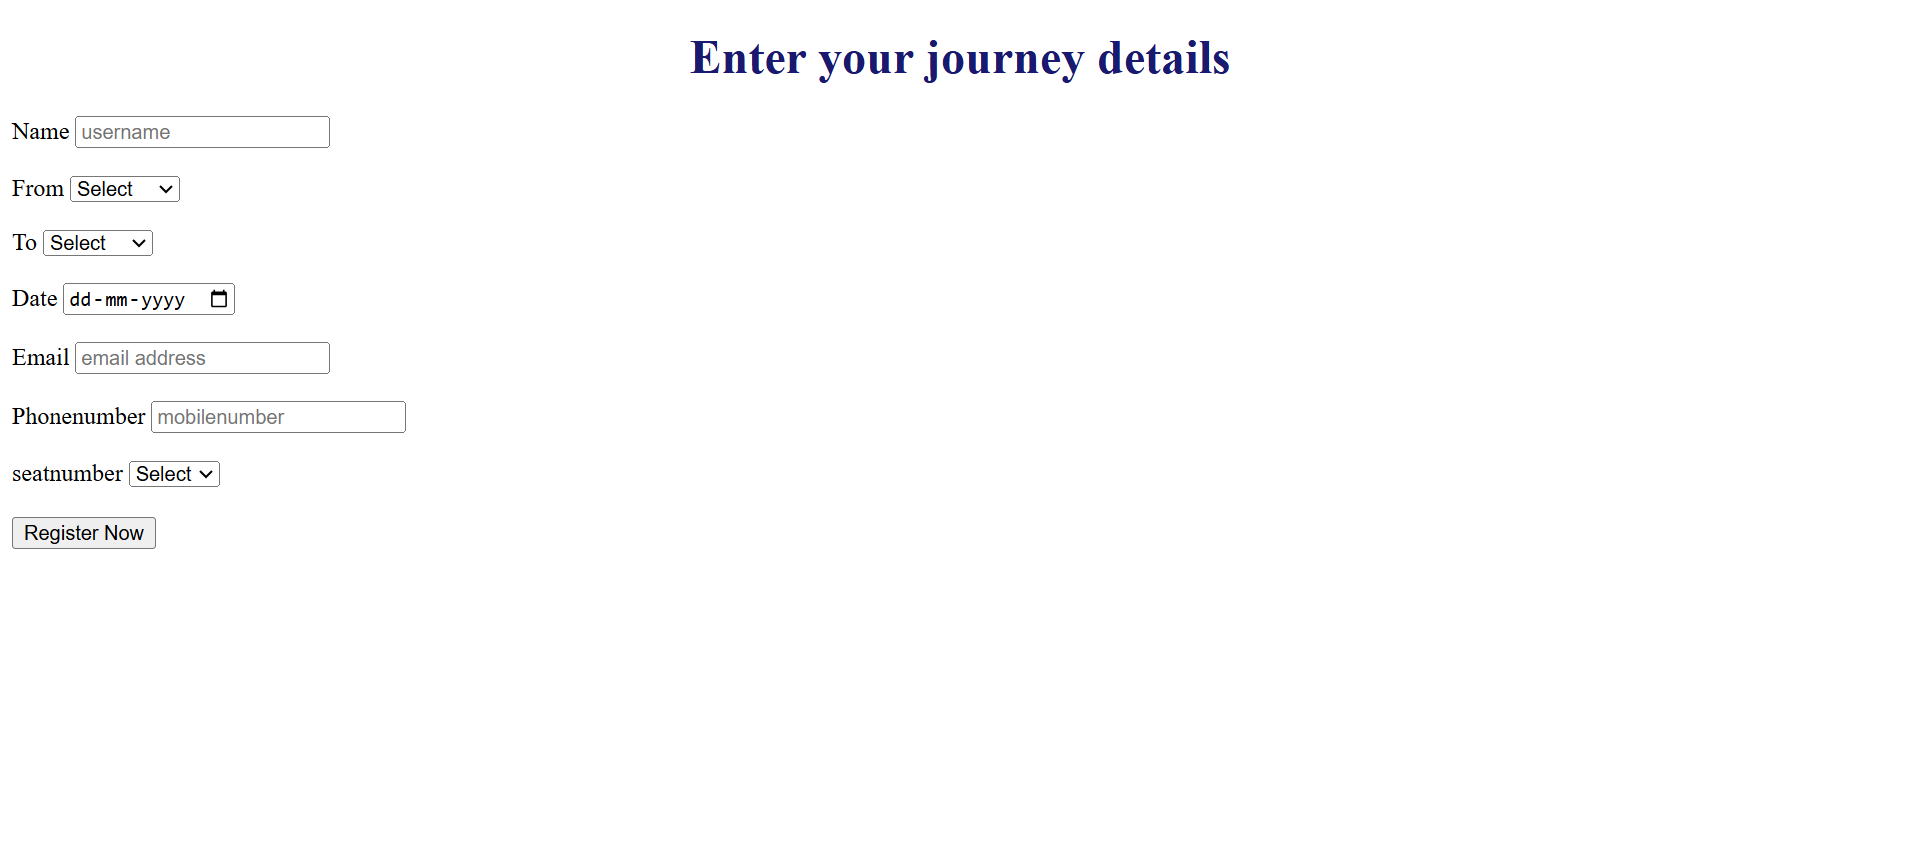 Enter your journey details
Name username
From Select
To Select
Date dd-mm-yyyy
Email email address
Phonenumber mobilenumber
seatnumber Select
Register Now